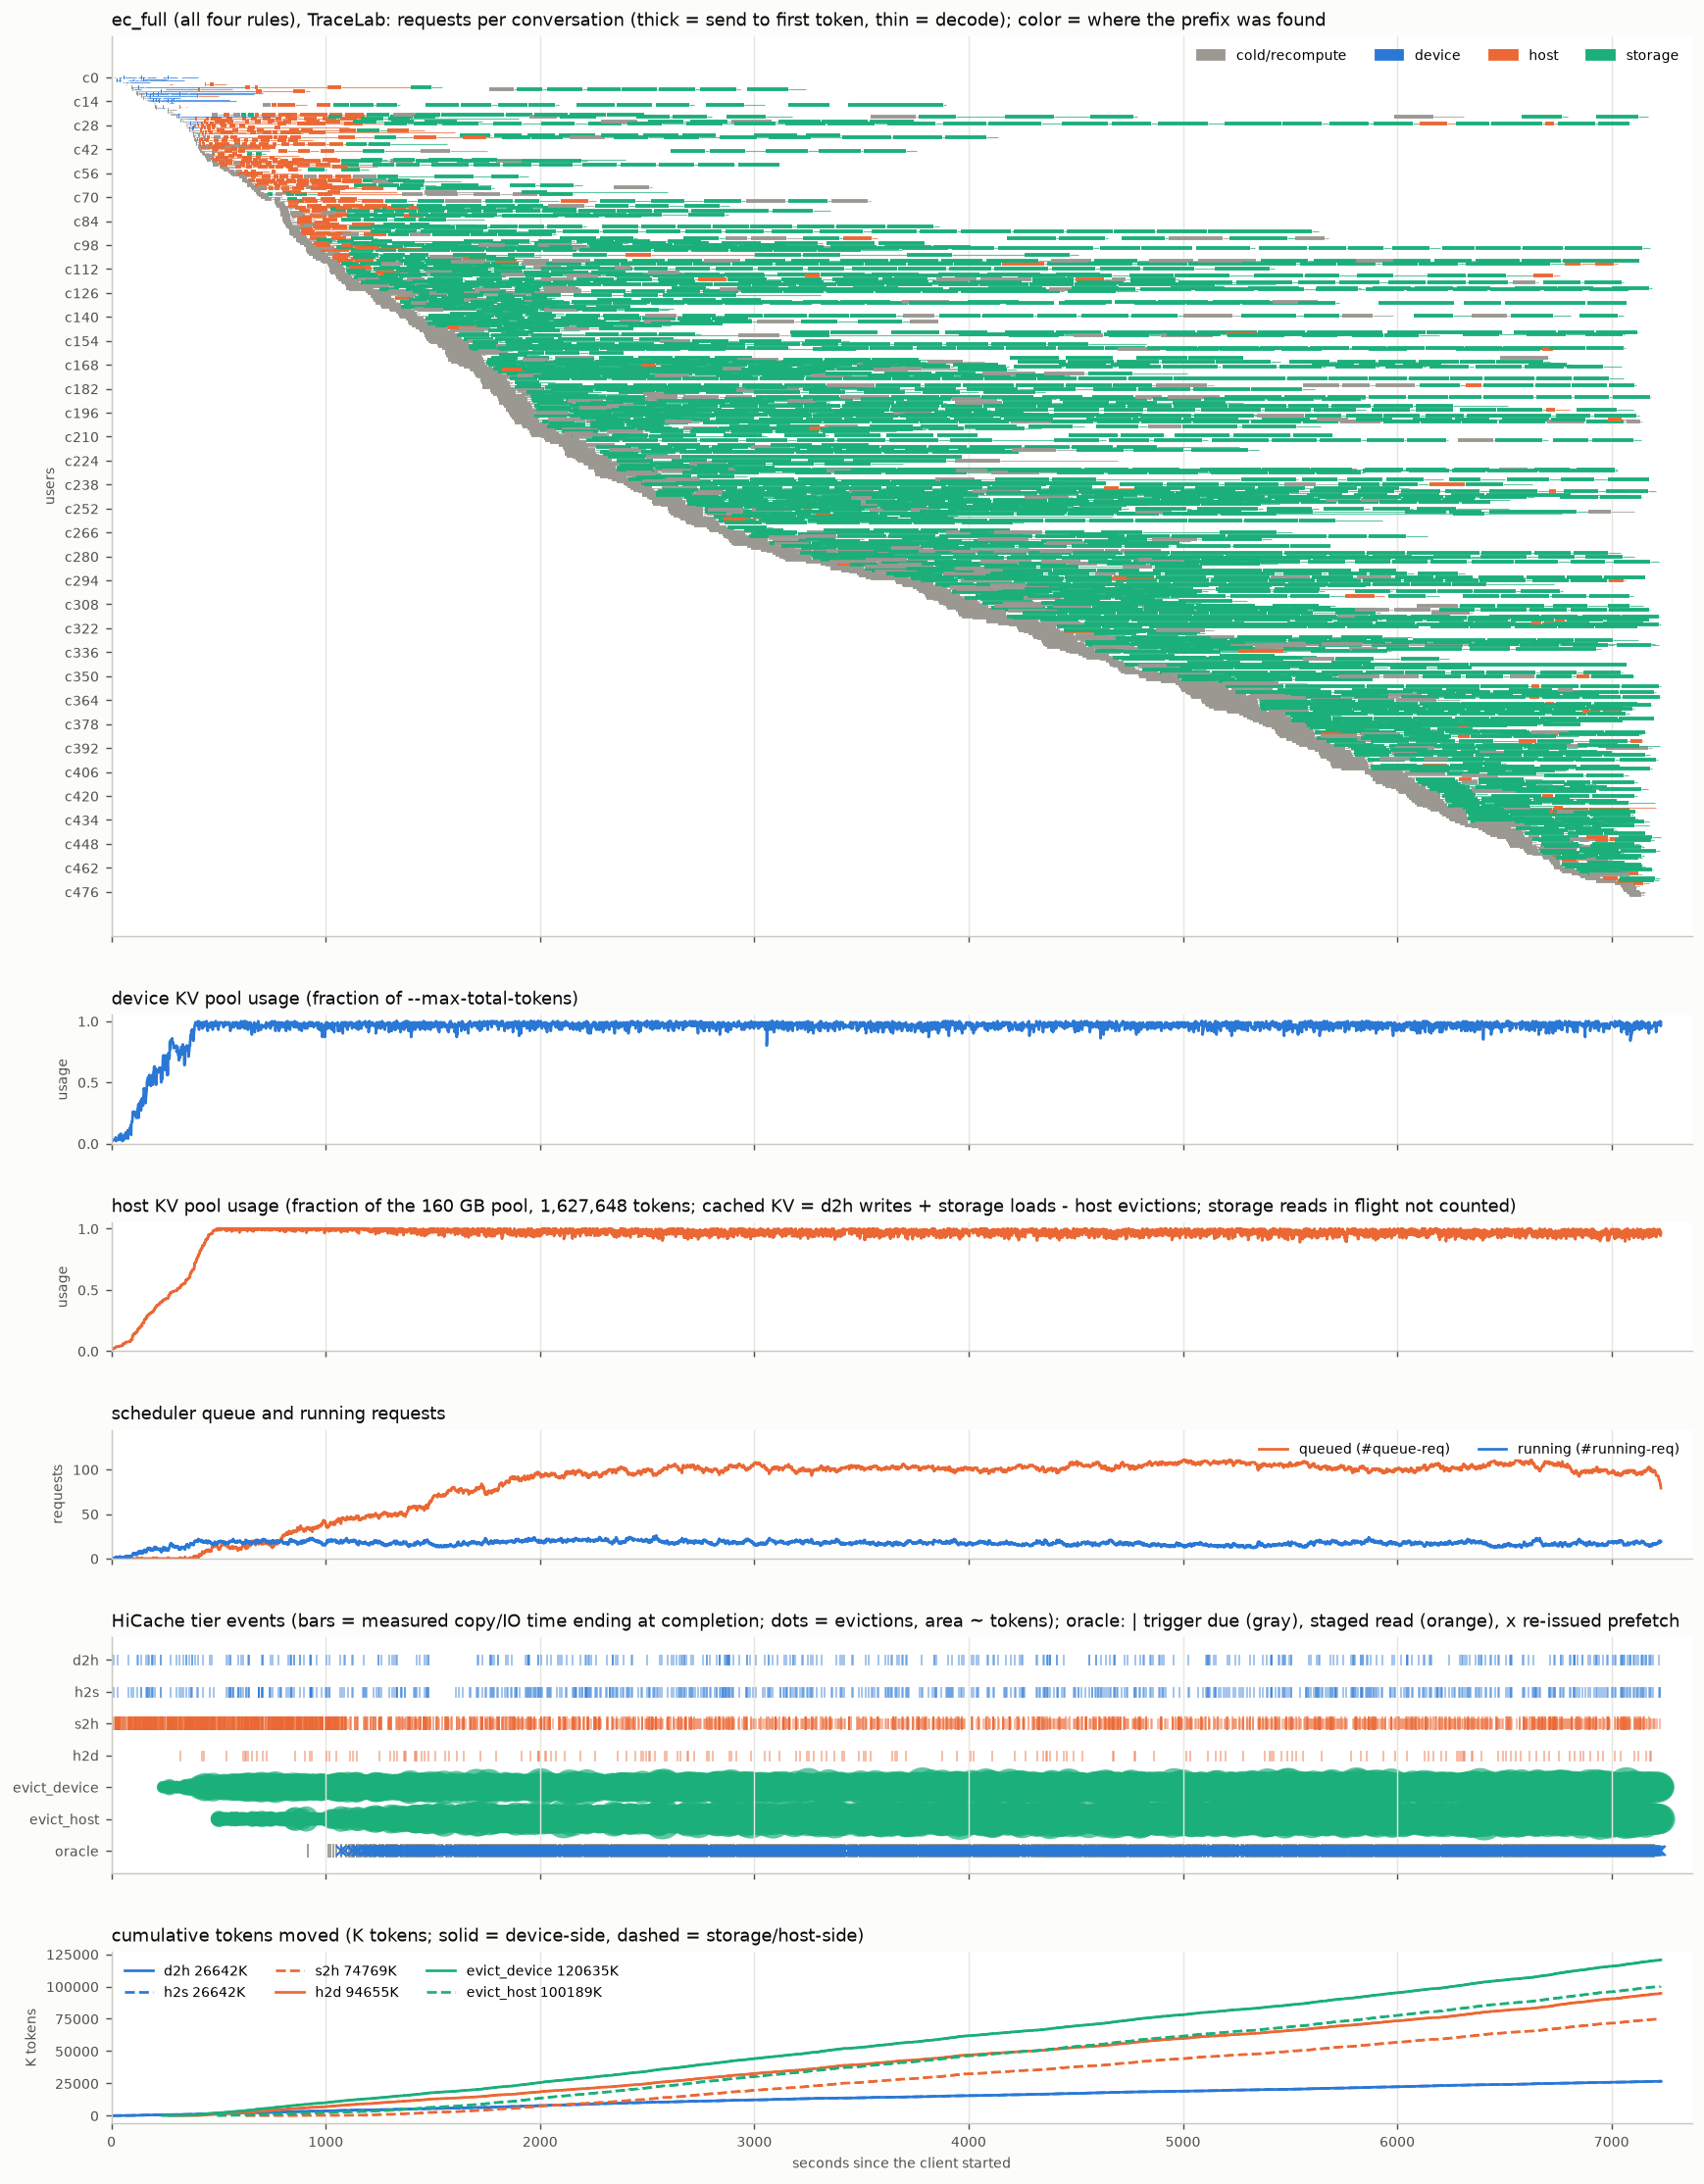 ec_full (all four rules), TraceLab: requests per conversation (thick = send to first token, thin = decode); color = where the prefix was found
cold/recompute device host storage
users
c0
c14
c28
c42
c56
c70
c84
c98
c112
c126
c140
c154
c168
c182
c196
c210
c224
c238
c252
c266
c280
c294
c308
c322
c336
c350
c364
c378
c392
c406
c420
c434
c448
c462
c476
device KV pool usage (fraction of --max-total-tokens)
usage
1.0
0.5
0.0
host KV pool usage (fraction of the 160 GB pool, 1,627,648 tokens; cached KV = d2h writes + storage loads - host evictions; storage reads in flight not counted)
usage
1.0
0.5
0.0
scheduler queue and running requests
queued (#queue-req) running (#running-req)
requests
100
50
0
HiCache tier events (bars = measured copy/IO time ending at completion; dots = evictions, area ~ tokens); oracle: | trigger due (gray), staged read (orange), x re-issued prefetch
d2h
h2s
s2h
h2d
evict_device
evict_host
oracle
cumulative tokens moved (K tokens; solid = device-side, dashed = storage/host-side)
K tokens
125000
100000
75000
50000
25000
0
d2h 26642K s2h 74769K evict_device 120635K
h2s 26642K h2d 94655K evict_host 100189K
0 1000 2000 3000 4000 5000 6000 7000
seconds since the client started